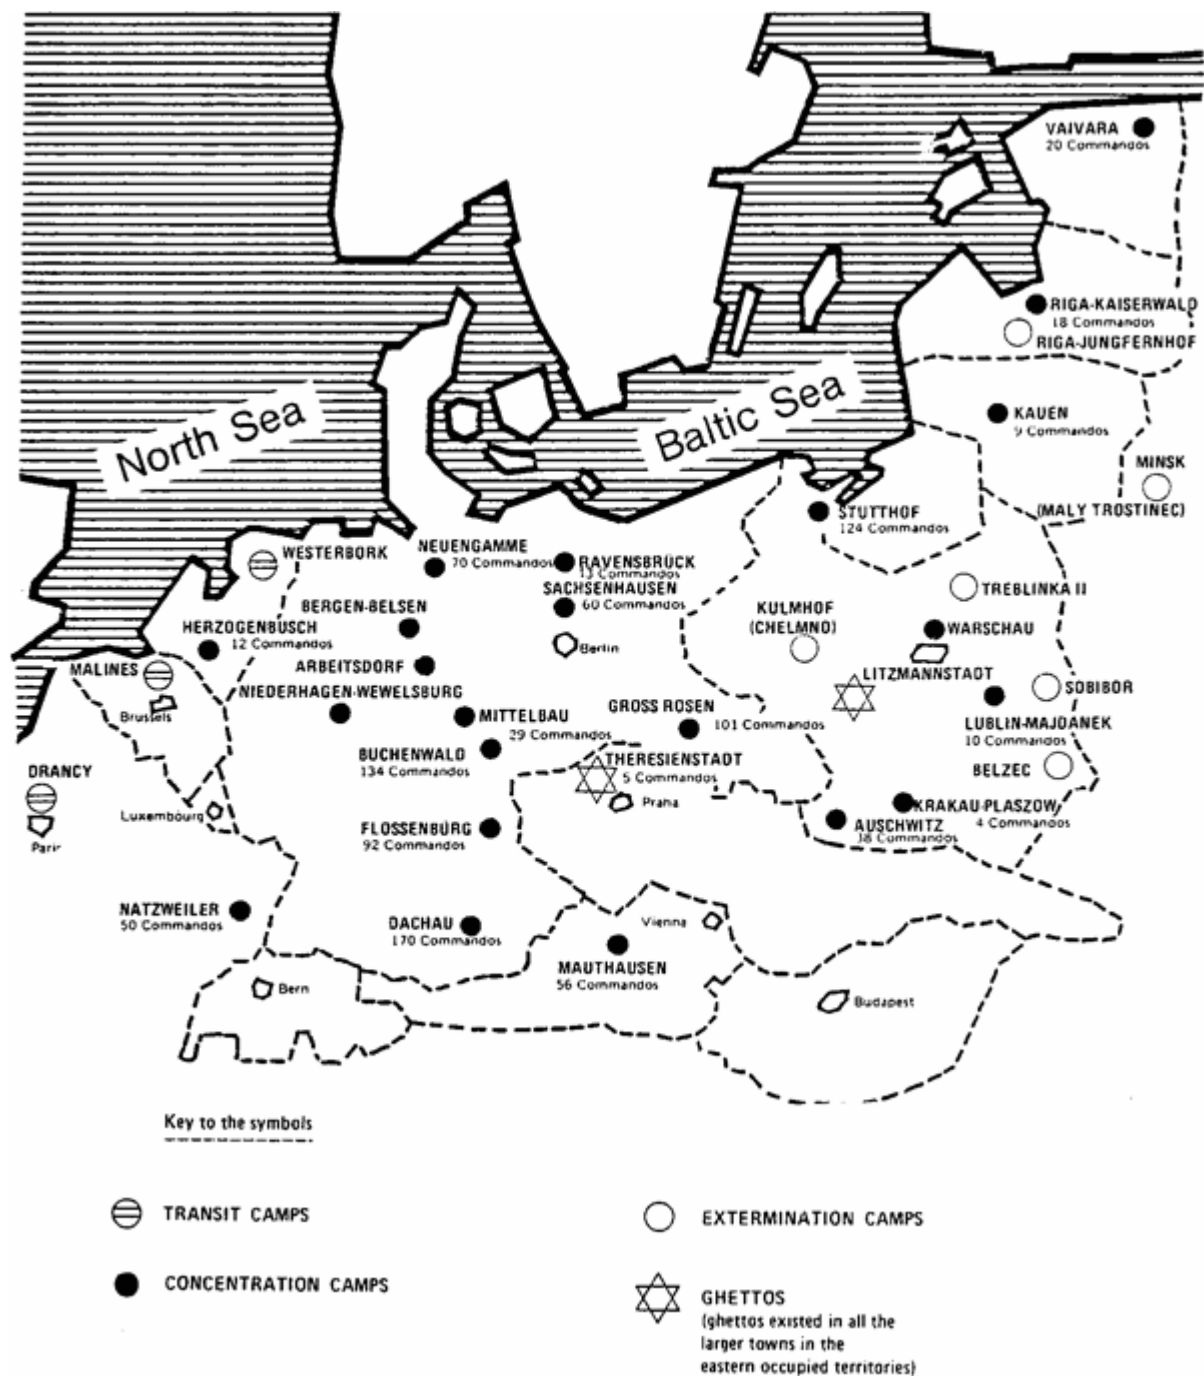 VAIVARA
20 Commandos
RIGA-KAISERWALD
18 Commandos
RIGA-JUNGFERNHOF
North Sea
Baltic Sea
KAUEN
9 Commandos
MINSK
(MALY TROSTINEC)
STUTTHOF
124 Commandos
WESTERBORK
NEUENGAMME
70 Commandos
RAVENSBRÜCK
13 Commandos
SACHSENHAUSEN
60 Commandos
TREBLINKA II
BERGEN-BELSEN
KULMHOF
(CHELMNO)
HERZOGENBUSCH
12 Commandos
Berlin
WARSCHAU
MALINES
ARBEITSDORF
LITZMANNSTADT
SOBIBOR
NIEDERHAGEN-WEWELSBURG
Brussels
MITTELBAU
29 Commandos
GROSS ROSEN
101 Commandos
LUBLIN-MAJDANEK
10 Commandos
BUCHENWALD
134 Commandos
THERESIENSTADT
5 Commandos
BELZEC
DRANCY
Praha
Luxembourg
KRAKAU-PLASZOW
4 Commandos
FLOSSENBÜRG
92 Commandos
AUSCHWITZ
38 Commandos
Paris
NATZWEILER
50 Commandos
DACHAU
170 Commandos
Vienna
MAUTHAUSEN
56 Commandos
Bern
Budapest
Key to the symbols
TRANSIT CAMPS
EXTERMINATION CAMPS
CONCENTRATION CAMPS
GHETTOS
(ghettos existed in all the
larger towns in the
eastern occupied territories)